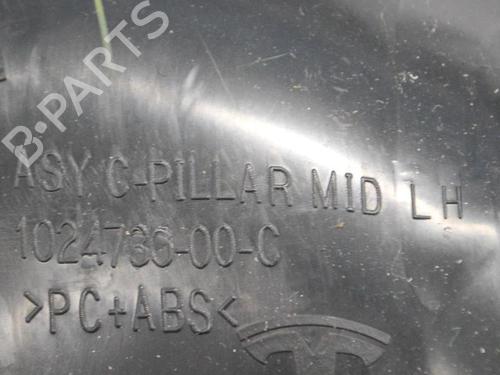 B-PARTS
ASY C-PILLAR MID LH
1024736-00-C
>PC+ABS<